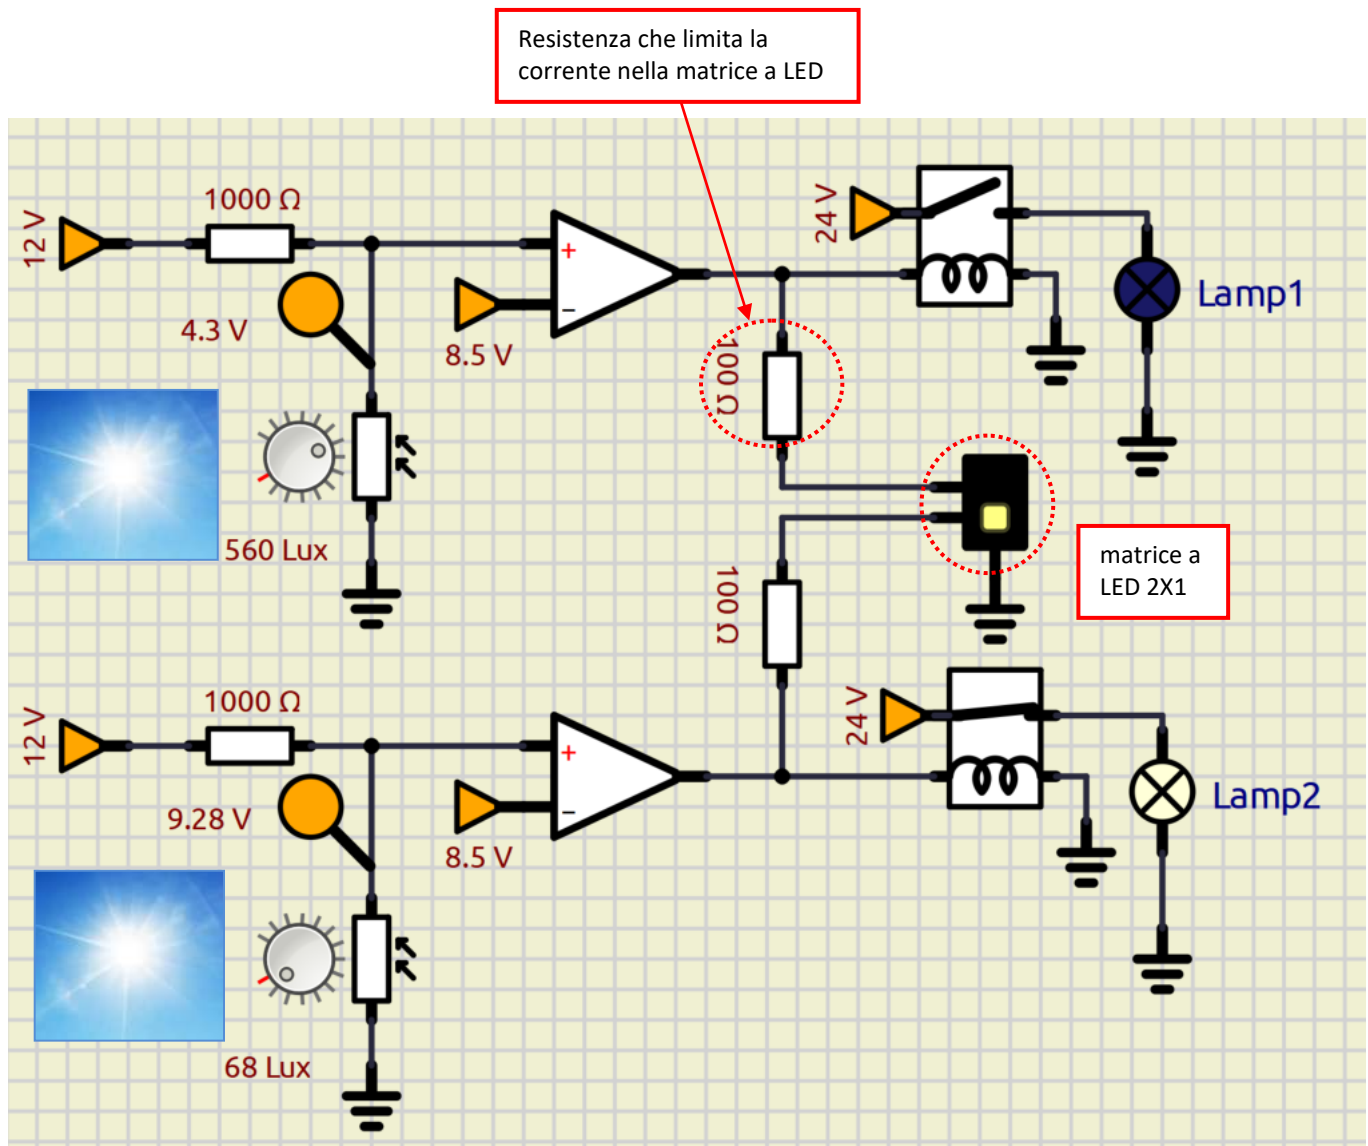 Resistenza che limita la
corrente nella matrice a LED
12 V
1000 Ω
4.3 V
560 Lux
+
−
8.5 V
100 Ω
24 V
Lamp1
matrice a
LED 2X1
100 Ω
12 V
1000 Ω
9.28 V
68 Lux
+
−
8.5 V
24 V
Lamp2